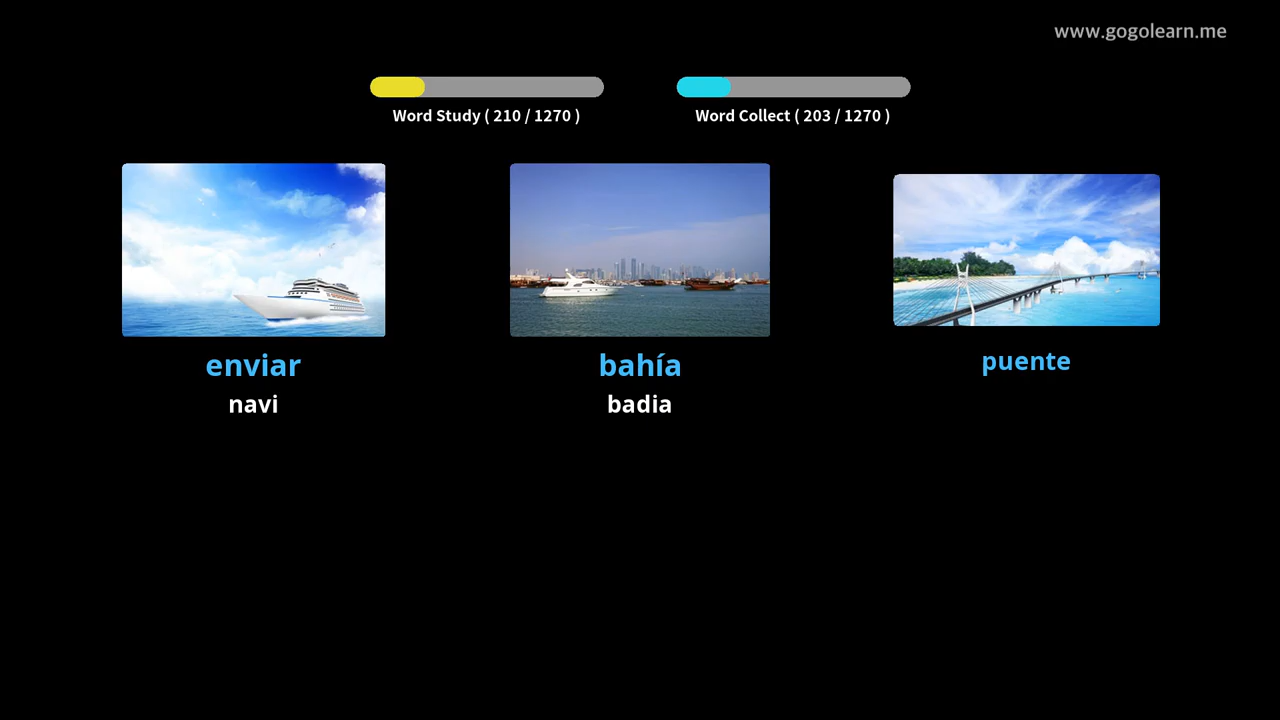 www.gogolearn.me
Word Study ( 210 / 1270 )
Word Collect ( 203 / 1270 )
enviar
navi
bahía
badia
puente